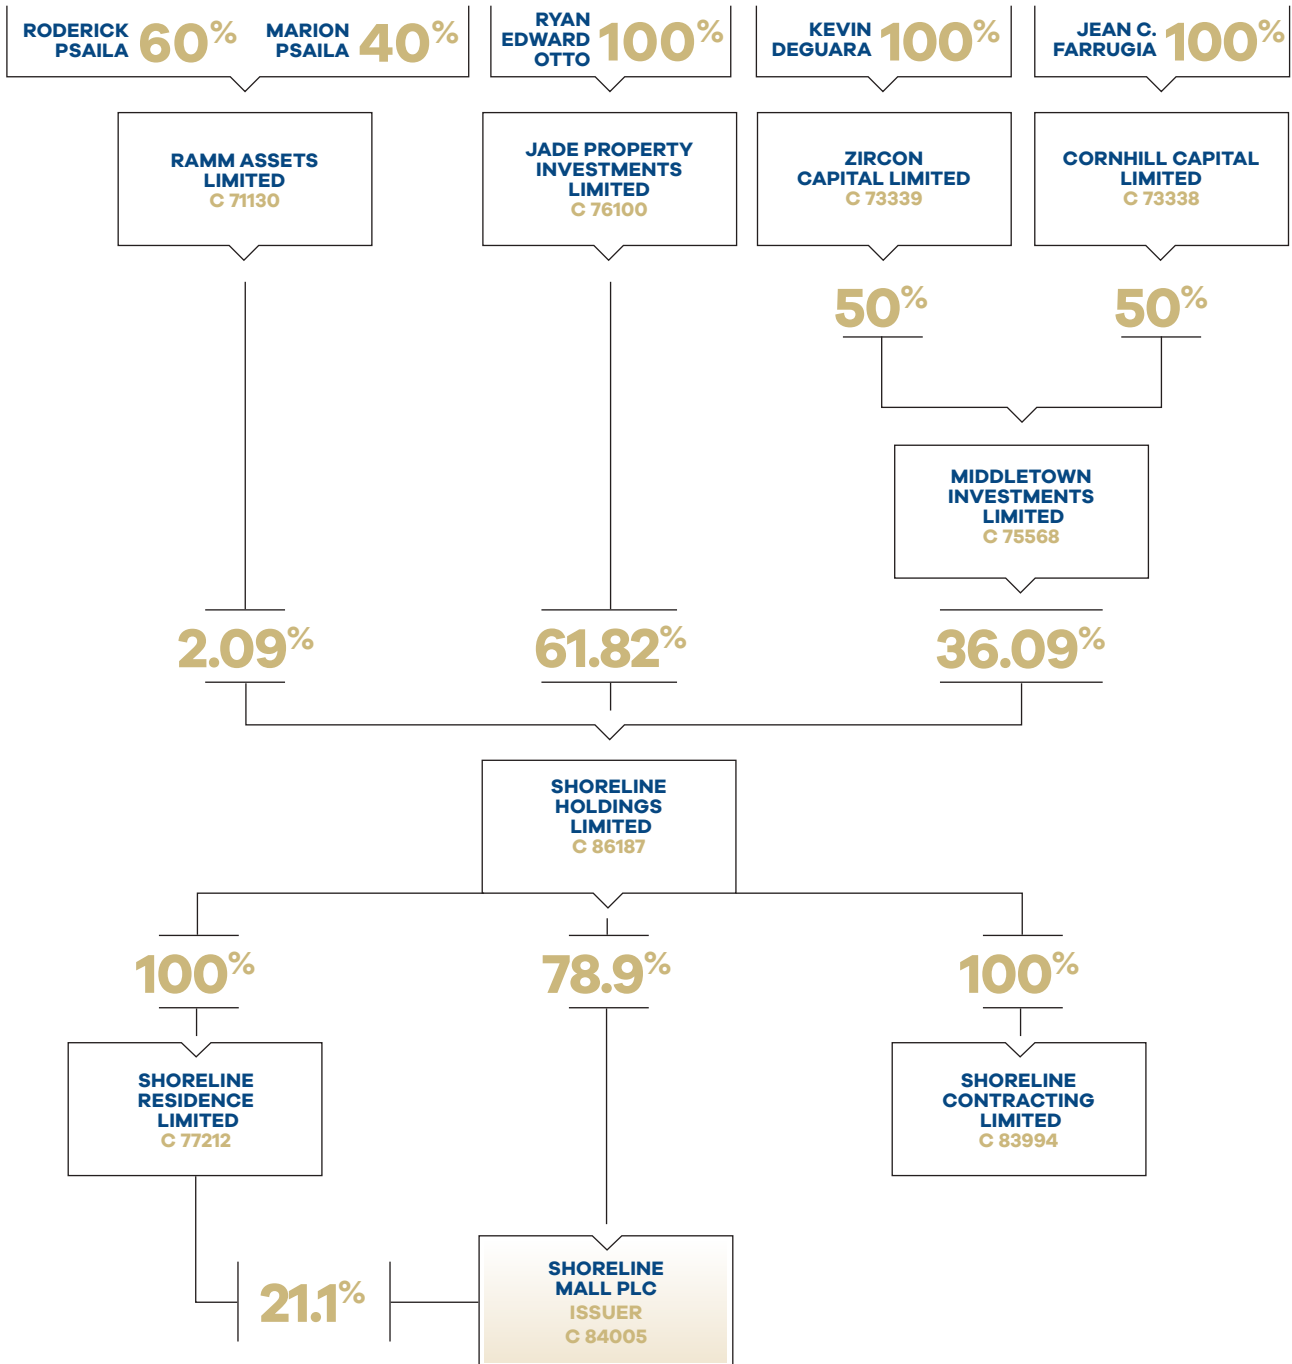 RODERICK
PSAILA
60%
MARION
PSAILA
40%
RYAN
EDWARD
OTTO
100%
KEVIN
DEGUARA
100%
JEAN C.
FARRUGIA
100%
RAMM ASSETS
LIMITED
C 71130
JADE PROPERTY
INVESTMENTS
LIMITED
C 76100
ZIRCON
CAPITAL LIMITED
C 73339
CORNHILL CAPITAL
LIMITED
C 73338
50%
50%
MIDDLETOWN
INVESTMENTS
LIMITED
C 75568
2.09%
61.82%
36.09%
SHORELINE
HOLDINGS
LIMITED
C 86187
100%
78.9%
100%
SHORELINE
RESIDENCE
LIMITED
C 77212
SHORELINE
CONTRACTING
LIMITED
C 83994
21.1%
SHORELINE
MALL PLC
ISSUER
C 84005